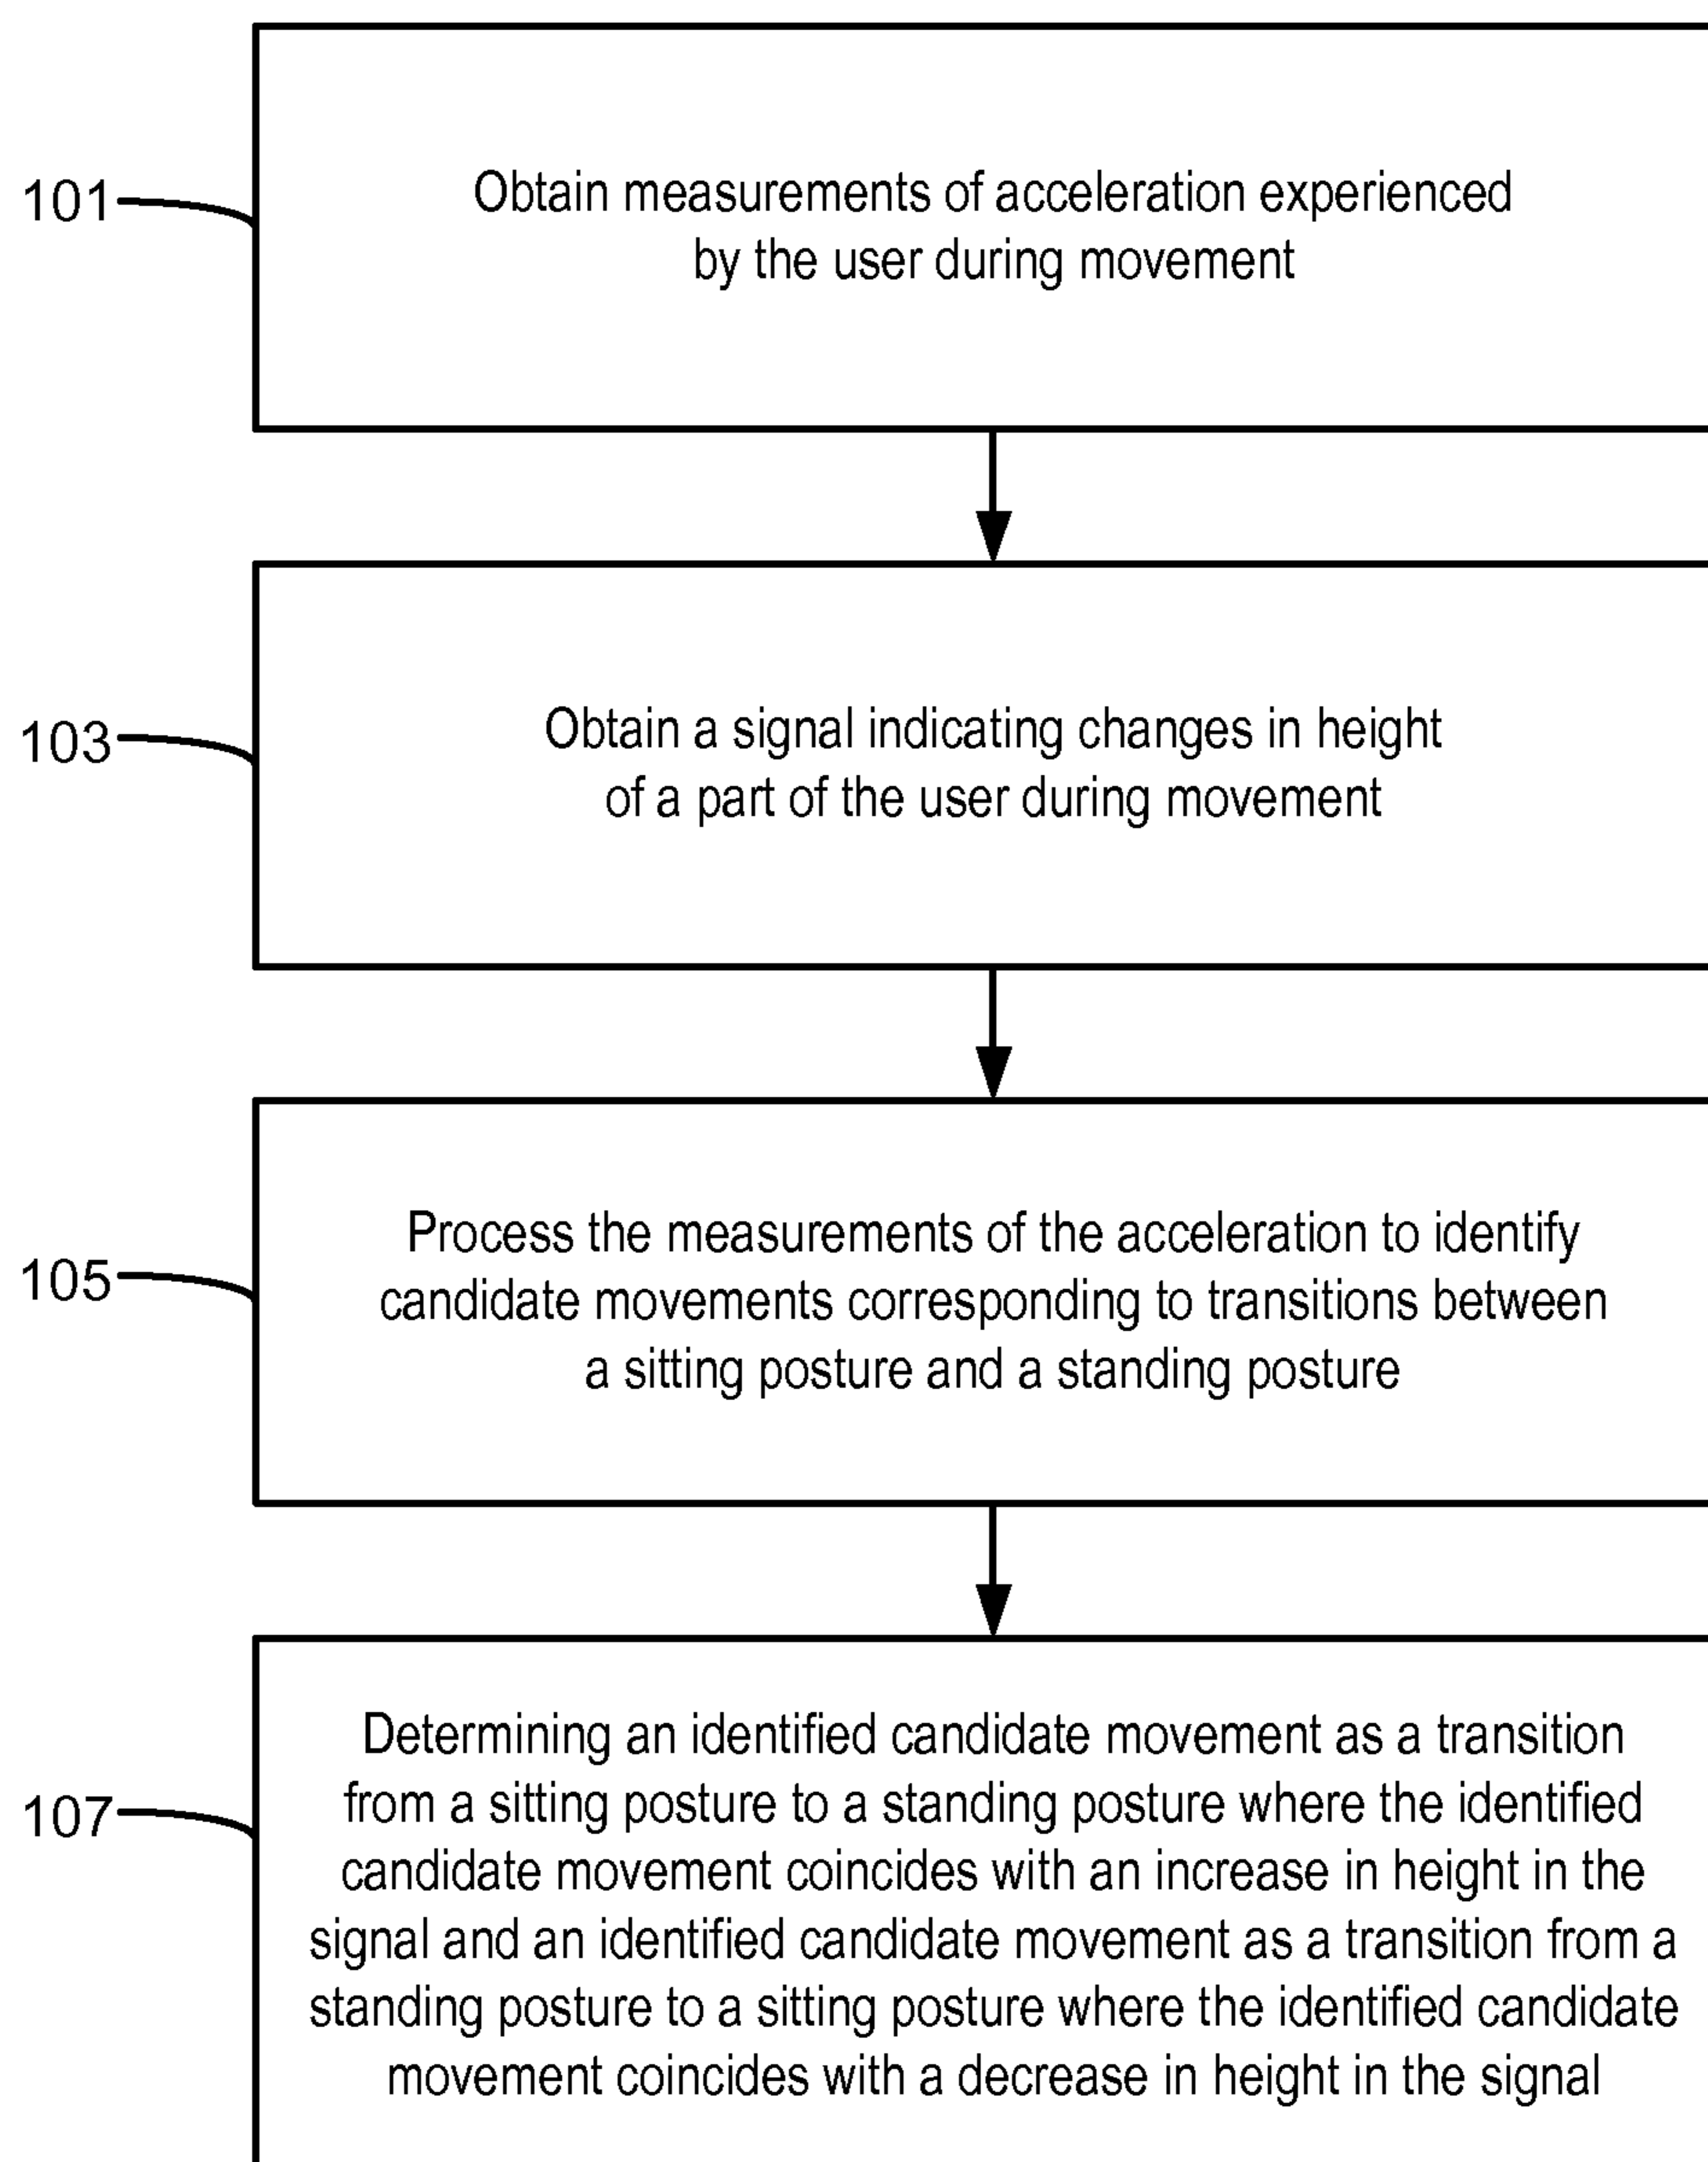 101
Obtain measurements of acceleration experienced
by the user during movement
103
Obtain a signal indicating changes in height
of a part of the user during movement
105
Process the measurements of the acceleration to identify
candidate movements corresponding to transitions between
a sitting posture and a standing posture
107
Determining an identified candidate movement as a transition
from a sitting posture to a standing posture where the identified
candidate movement coincides with an increase in height in the
signal and an identified candidate movement as a transition from a
standing posture to a sitting posture where the identified candidate
movement coincides with a decrease in height in the signal